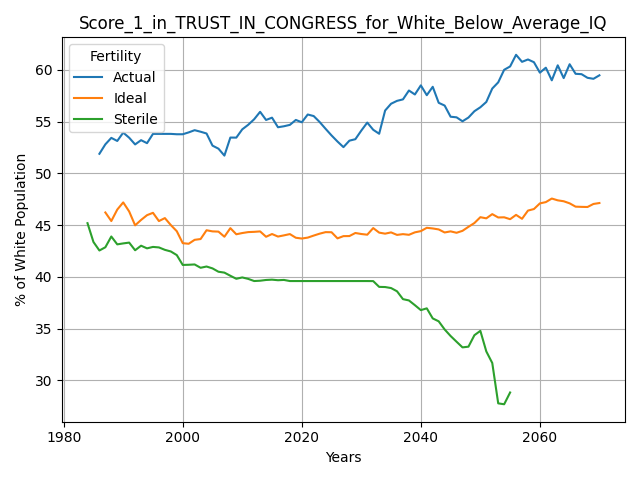 Score_1_in_TRUST_IN_CONGRESS_for_White_Below_Average_IQ
Fertility
Actual
Ideal
Sterile
% of White Population
60
55
50
45
40
35
30
1980
2000
2020
2040
2060
Years